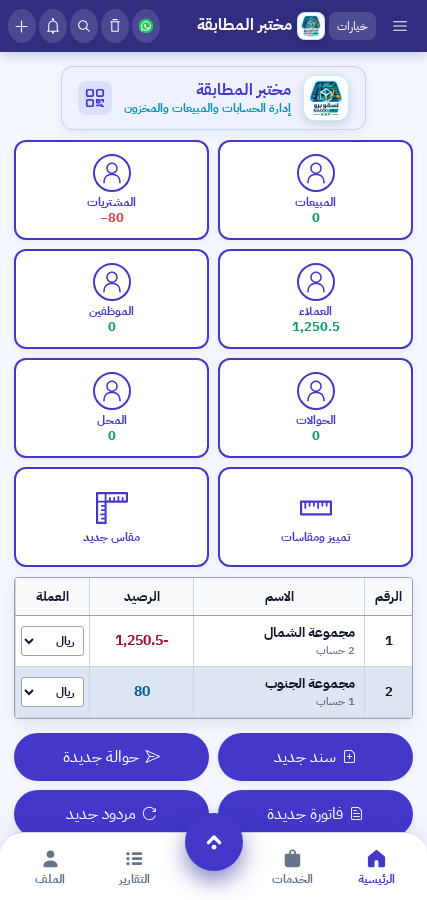 خيارات
مختبر المطابقة
مختبر المطابقة
إدارة الحسابات والمبيعات والمخزون
المبيعات
0
المشتريات
−80
العملاء
1,250.5
الموظفين
0
الحوالات
0
المحل
0
تمييز ومقاسات
مقاس جديد
الرقم الاسم الرصيد العملة
1 مجموعة الشمال -1,250.5 ريال
2 حساب
2 مجموعة الجنوب 80 ريال
1 حساب
سند جديد
حوالة جديدة
فاتورة جديدة
مردود جديد
الرئيسية
الخدمات
التقارير
الملف